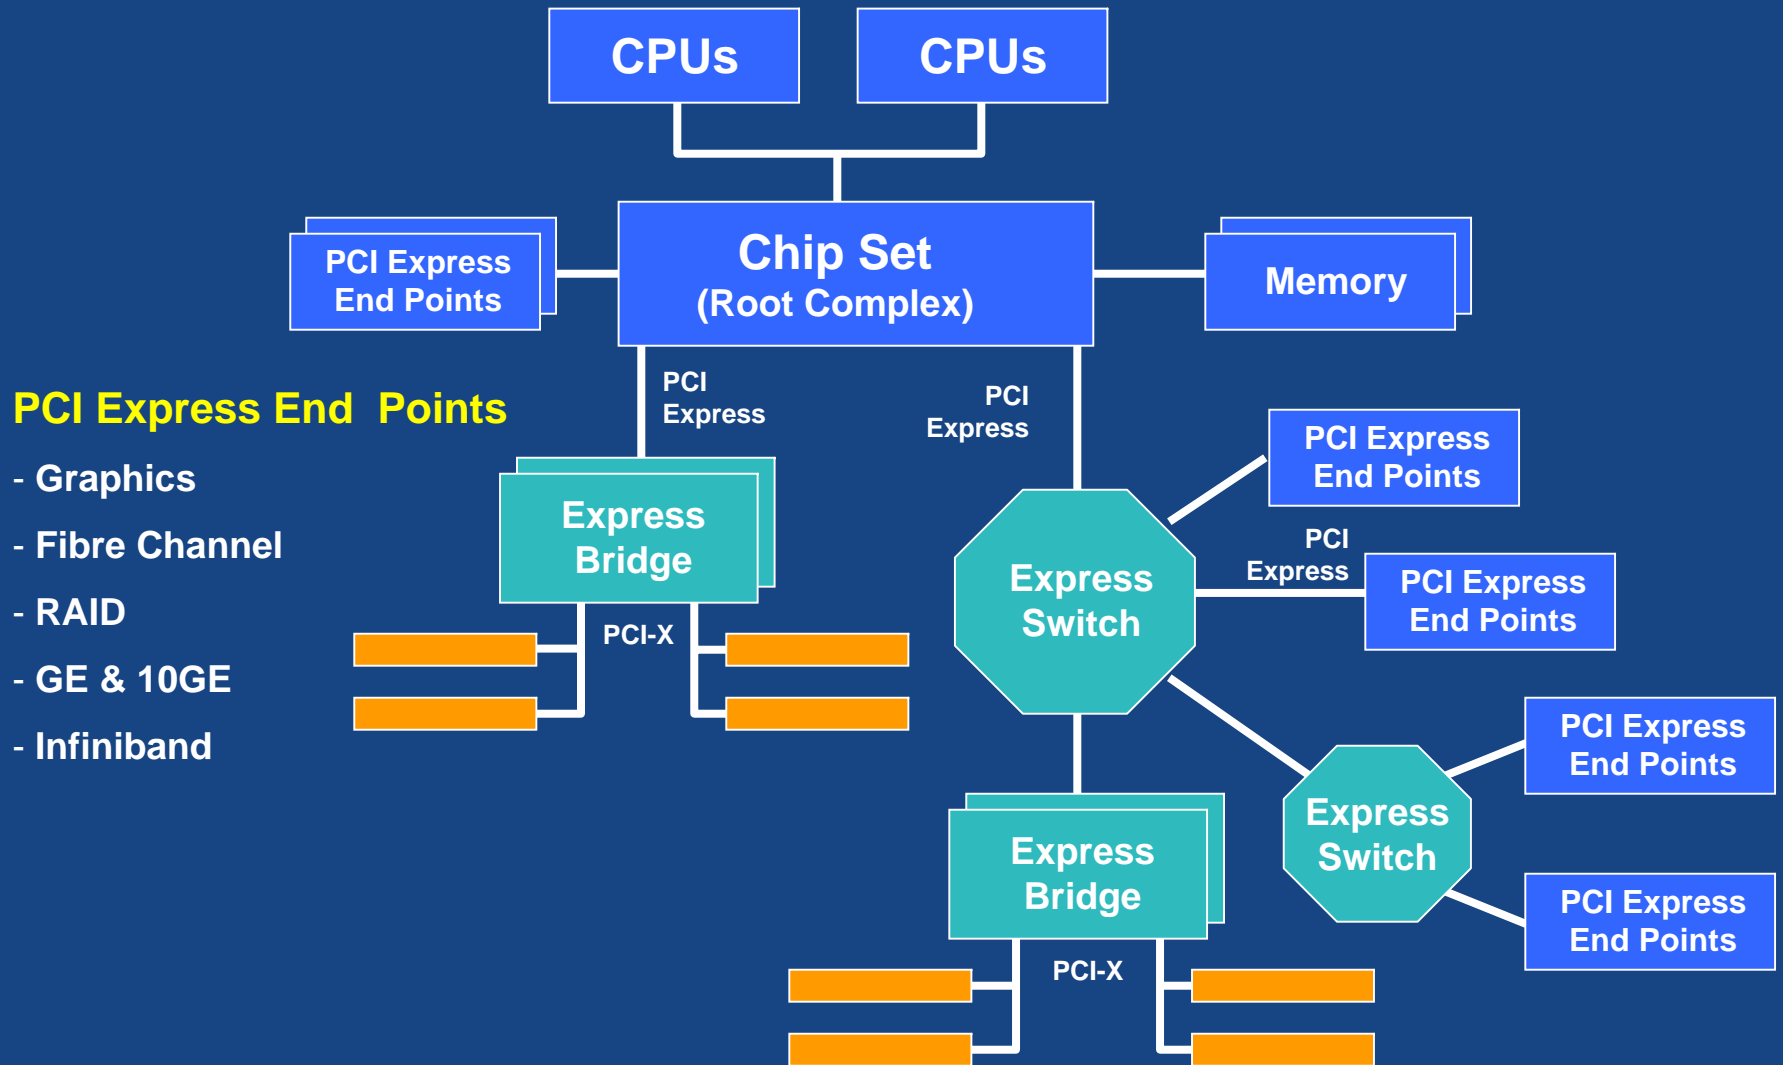 CPUs
CPUs
Chip Set
(Root Complex)
PCI Express
End Points
Memory
PCI
Express
PCI
Express
PCI Express End  Points
- Graphics
- Fibre Channel
- RAID
- GE & 10GE
- Infiniband
Express
Bridge
PCI-X
Express
Switch
PCI Express
End Points
PCI
Express
PCI Express
End Points
Express
Switch
PCI Express
End Points
PCI Express
End Points
Express
Bridge
PCI-X